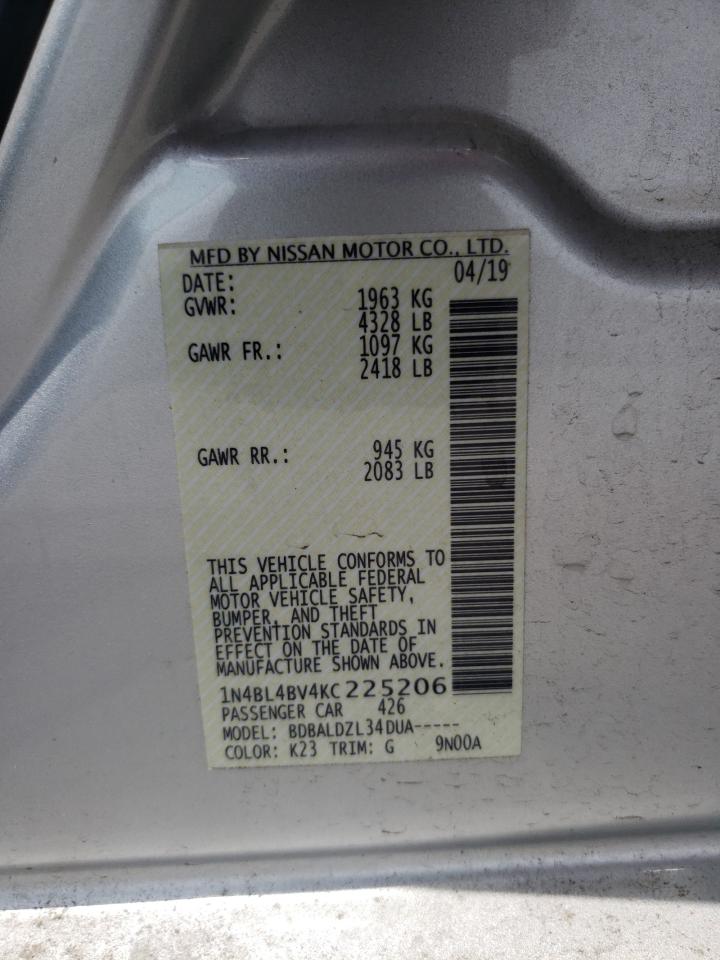 MFD BY NISSAN MOTOR CO., LTD.
DATE: 04/19
GVWR: 1963 KG
4328 LB
GAWR FR.: 1097 KG
2418 LB
GAWR RR.: 945 KG
2083 LB
THIS VEHICLE CONFORMS TO
ALL APPLICABLE FEDERAL
MOTOR VEHICLE SAFETY,
BUMPER, AND THEFT
PREVENTION STANDARDS IN
EFFECT ON THE DATE OF
MANUFACTURE SHOWN ABOVE.
1N4BL4BV4KC225206
PASSENGER CAR 426
MODEL: BDBALDZL34DUA-----
COLOR: K23 TRIM: G 9N00A